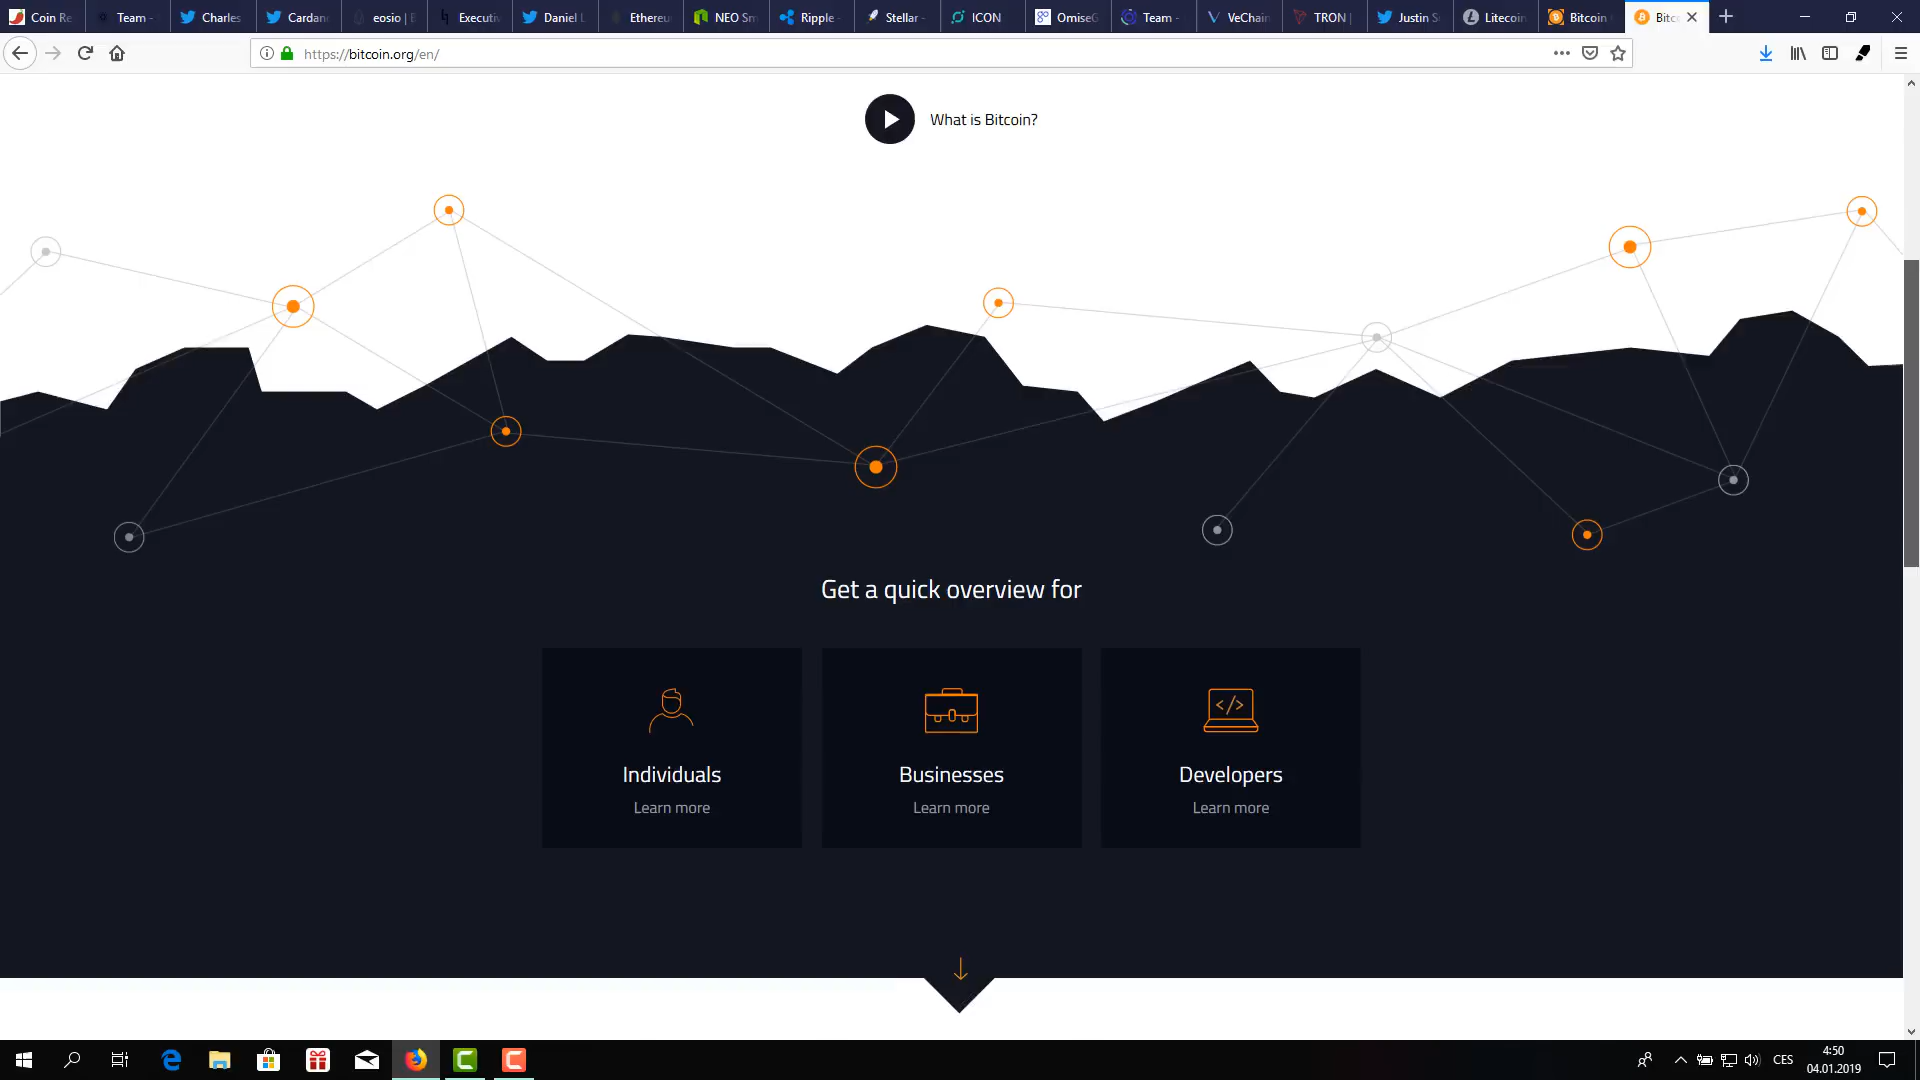 Coin Re
Team -
Charles
Cardan
eosio | B
Executiv
Daniel L
Ethereu
NEO Sm
Ripple -
Stellar -
ICON
OmiseG
Team -
VeChain
TRON |
Justin S
Litecoin
Bitcoin
Bitc
https://bitcoin.org/en/
What is Bitcoin?
Get a quick overview for
Individuals
Businesses
Developers
Learn more
Learn more
Learn more
</>
CES
4:50
04.01.2019